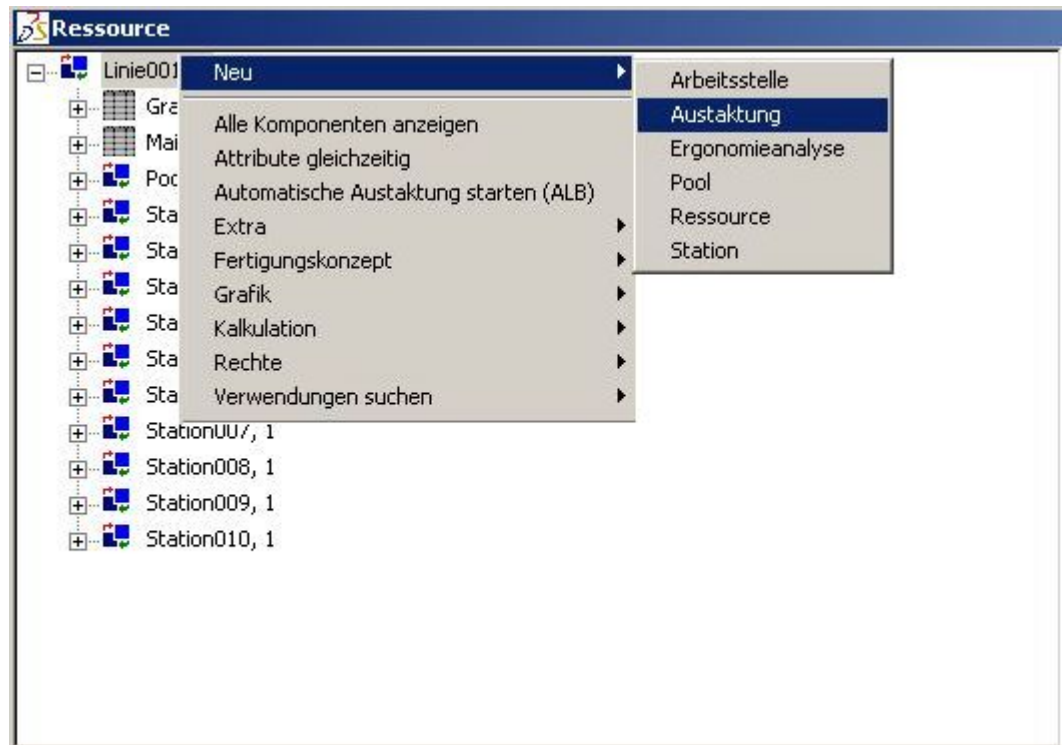 Ressource
Linie001
Neu
Arbeitsstelle
Gra
Austaktung
Alle Komponenten anzeigen
Mai
Attribute gleichzeitig
Ergonomieanalyse
Poo
Automatische Austaktung starten (ALB)
Pool
Sta
Extra
Ressource
Sta
Fertigungskonzept
Station
Sta
Grafik
Sta
Kalkulation
Sta
Rechte
Sta
Verwendungen suchen
Station007, 1
Station008, 1
Station009, 1
Station010, 1